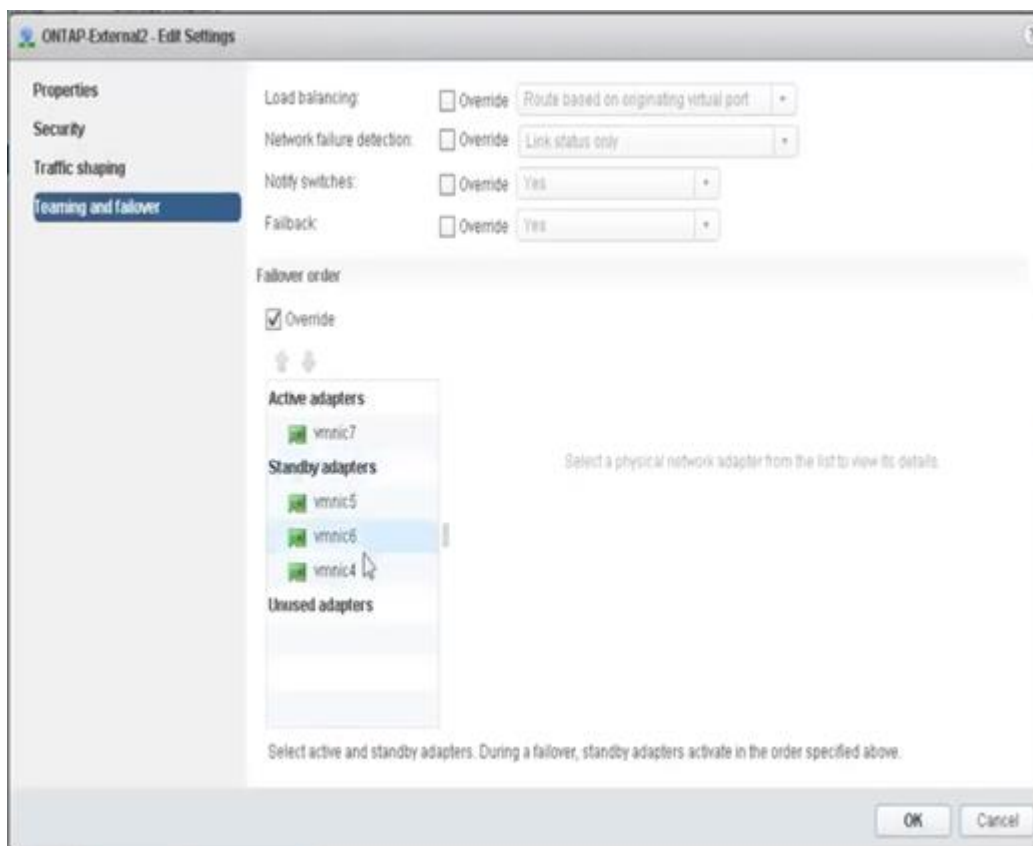 ONTAP-External2 - Edit Settings
?
Properties
Security
Traffic shaping
Teaming and failover
Load balancing:
Override
Route based on originating virtual port
Network failure detection:
Override
Link status only
Notify switches:
Override
Yes
Failback:
Override
Yes
Failover order
Override
Active adapters
vmnic7
Standby adapters
vmnic5
vmnic6
vmnic4
Unused adapters
Select a physical network adapter from the list to view its details.
Select active and standby adapters. During a failover, standby adapters activate in the order specified above.
OK
Cancel